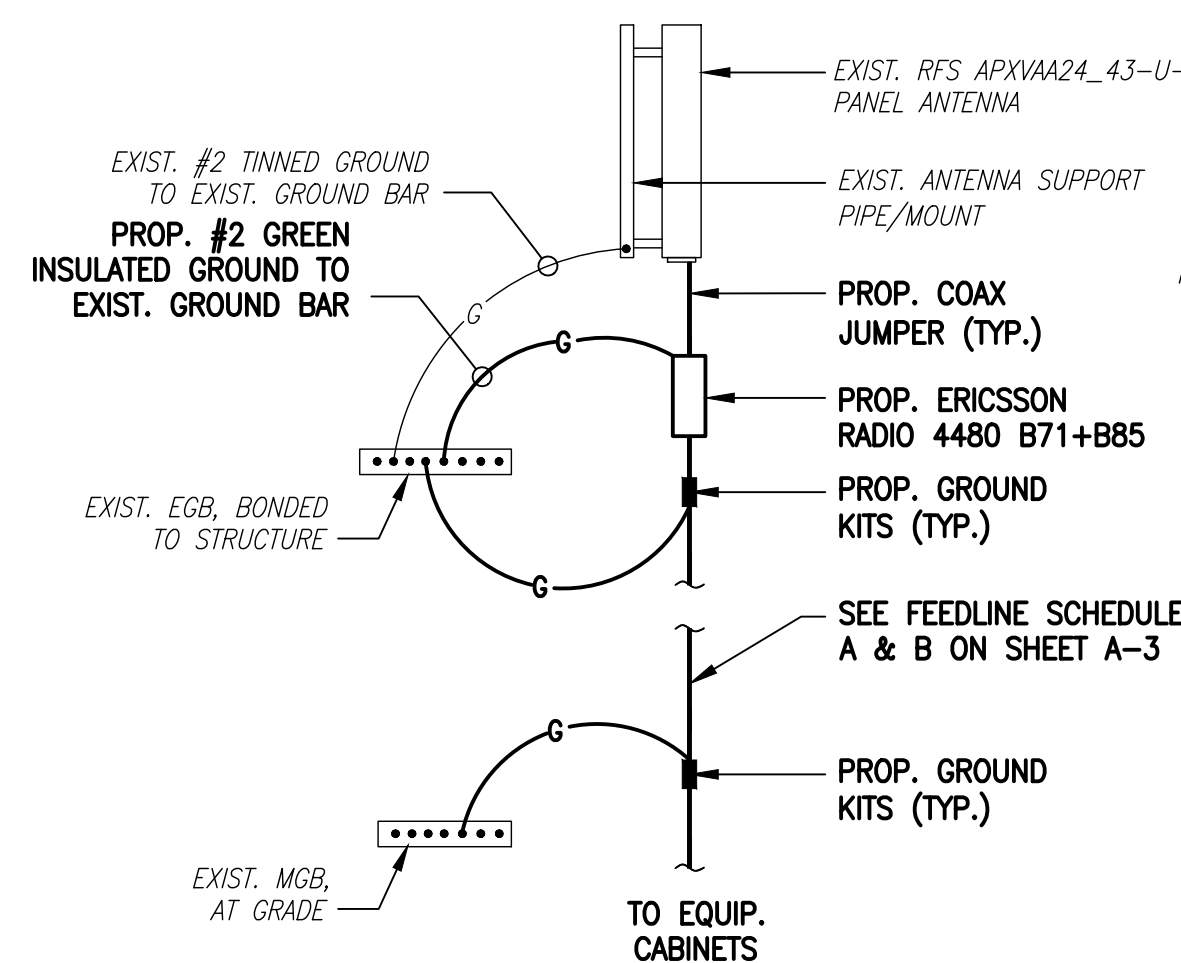 EXIST. RFS APXVAA24_43-U-
PANEL ANTENNA
EXIST. #2 TINNED GROUND
TO EXIST. GROUND BAR
EXIST. ANTENNA SUPPORT
PIPE/MOUNT
PROP. #2 GREEN
INSULATED GROUND TO
EXIST. GROUND BAR
PROP. COAX
JUMPER (TYP.)
G
G
PROP. ERICSSON
RADIO 4480 B71+B85
PROP. GROUND
KITS (TYP.)
EXIST. EGB, BONDED
TO STRUCTURE
G
SEE FEEDLINE SCHEDULE
A & B ON SHEET A-3
G
PROP. GROUND
KITS (TYP.)
EXIST. MGB,
AT GRADE
TO EQUIP.
CABINETS